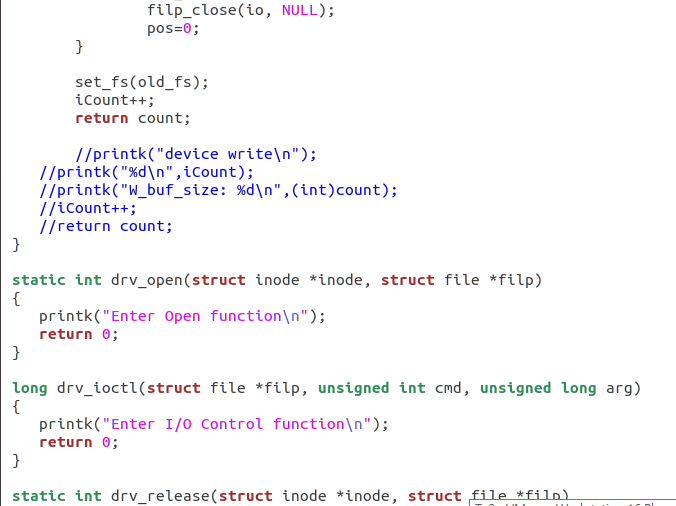 filp_close(io, NULL);
pos=0;
}
set_fs(old_fs);
iCount++;
return count;
//printk("device write\n");
//printk("%d\n",iCount);
//printk("W_buf_size: %d\n",(int)count);
//iCount++;
//return count;
}
static int drv_open(struct inode *inode, struct file *filp)
{
printk("Enter Open function\n");
return 0;
}
long drv_ioctl(struct file *filp, unsigned int cmd, unsigned long arg)
{
printk("Enter I/O Control function\n");
return 0;
}
static int drv_release(struct inode *inode, struct file *filp)